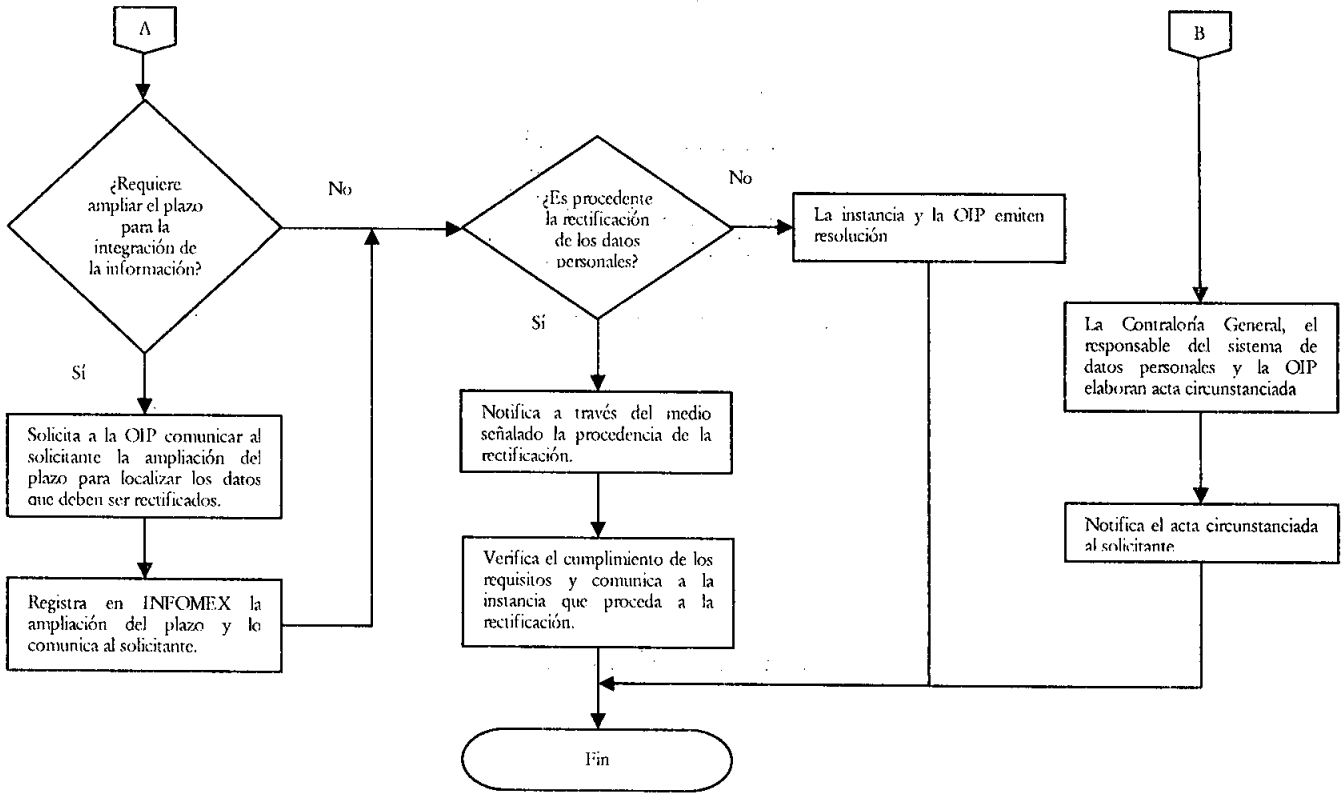 A
B
¿Requiere
ampliar el plazo
para la
integración de
la información?
No
¿Es procedente
la rectificación
de los datos
personales?
No
La instancia y la OIP emiten
resolución
Sí
Sí
La Contraloría General, el
responsable del sistema de
datos personales y la OIP
elaboran acta circunstanciada
Solicita a la OIP comunicar al
solicitante la ampliación del
plazo para localizar los datos
que deben ser rectificados.
Notifica a través del medio
señalado la procedencia de la
rectificación.
Notifica el acta circunstanciada
al solicitante
Registra en INFOMEX la
ampliación del plazo y lo
comunica al solicitante.
Verifica el cumplimiento de los
requisitos y comunica a la
instancia que proceda a la
rectificación.
Fin